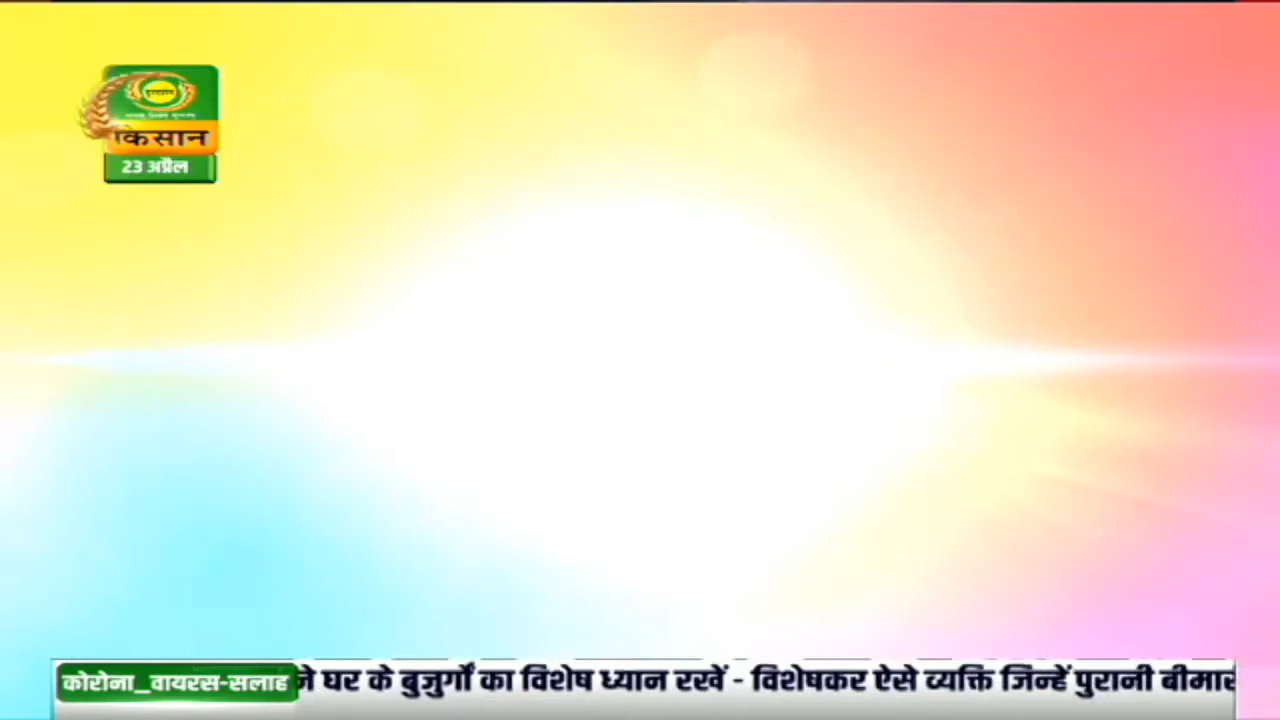 किसान
23 अप्रैल
कोरोना_वायरस-सलाह ने घर के बुजुर्गों का विशेष ध्यान रखें - विशेषकर ऐसे व्यक्ति जिन्हें पुरानी बीमार